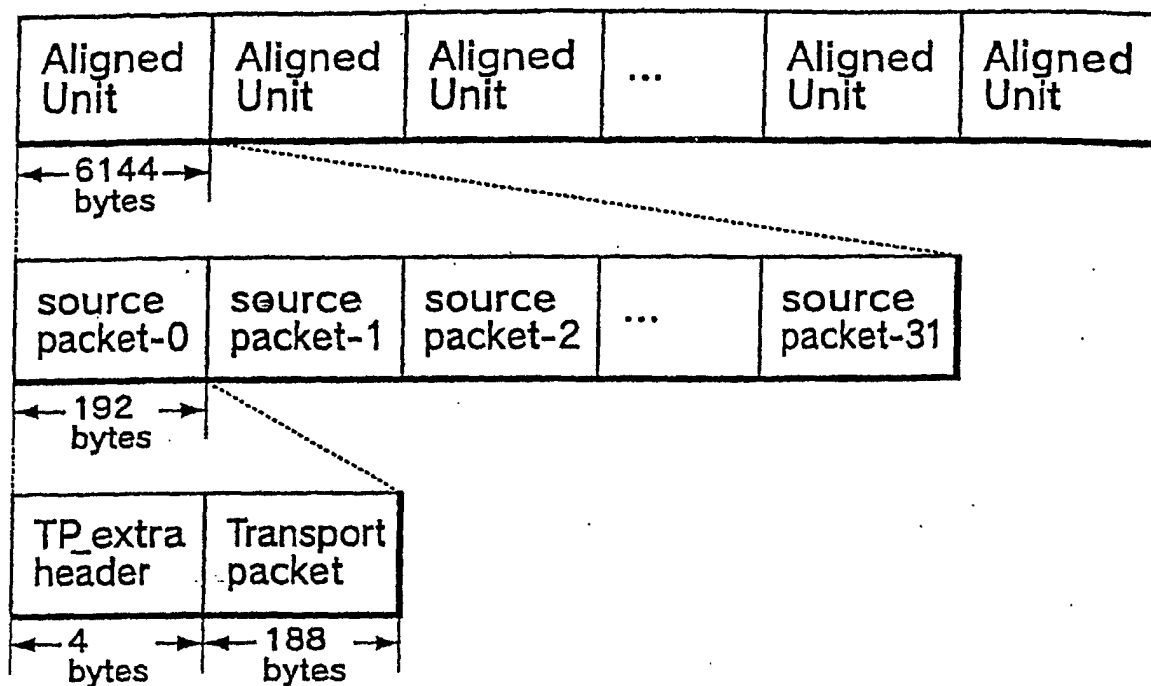 Aligned Unit Aligned Unit Aligned Unit ... Aligned Unit Aligned Unit
6144 bytes
source packet-0 source packet-1 source packet-2 ... source packet-31
192 bytes
TP_extra header Transport packet
4 bytes 188 bytes